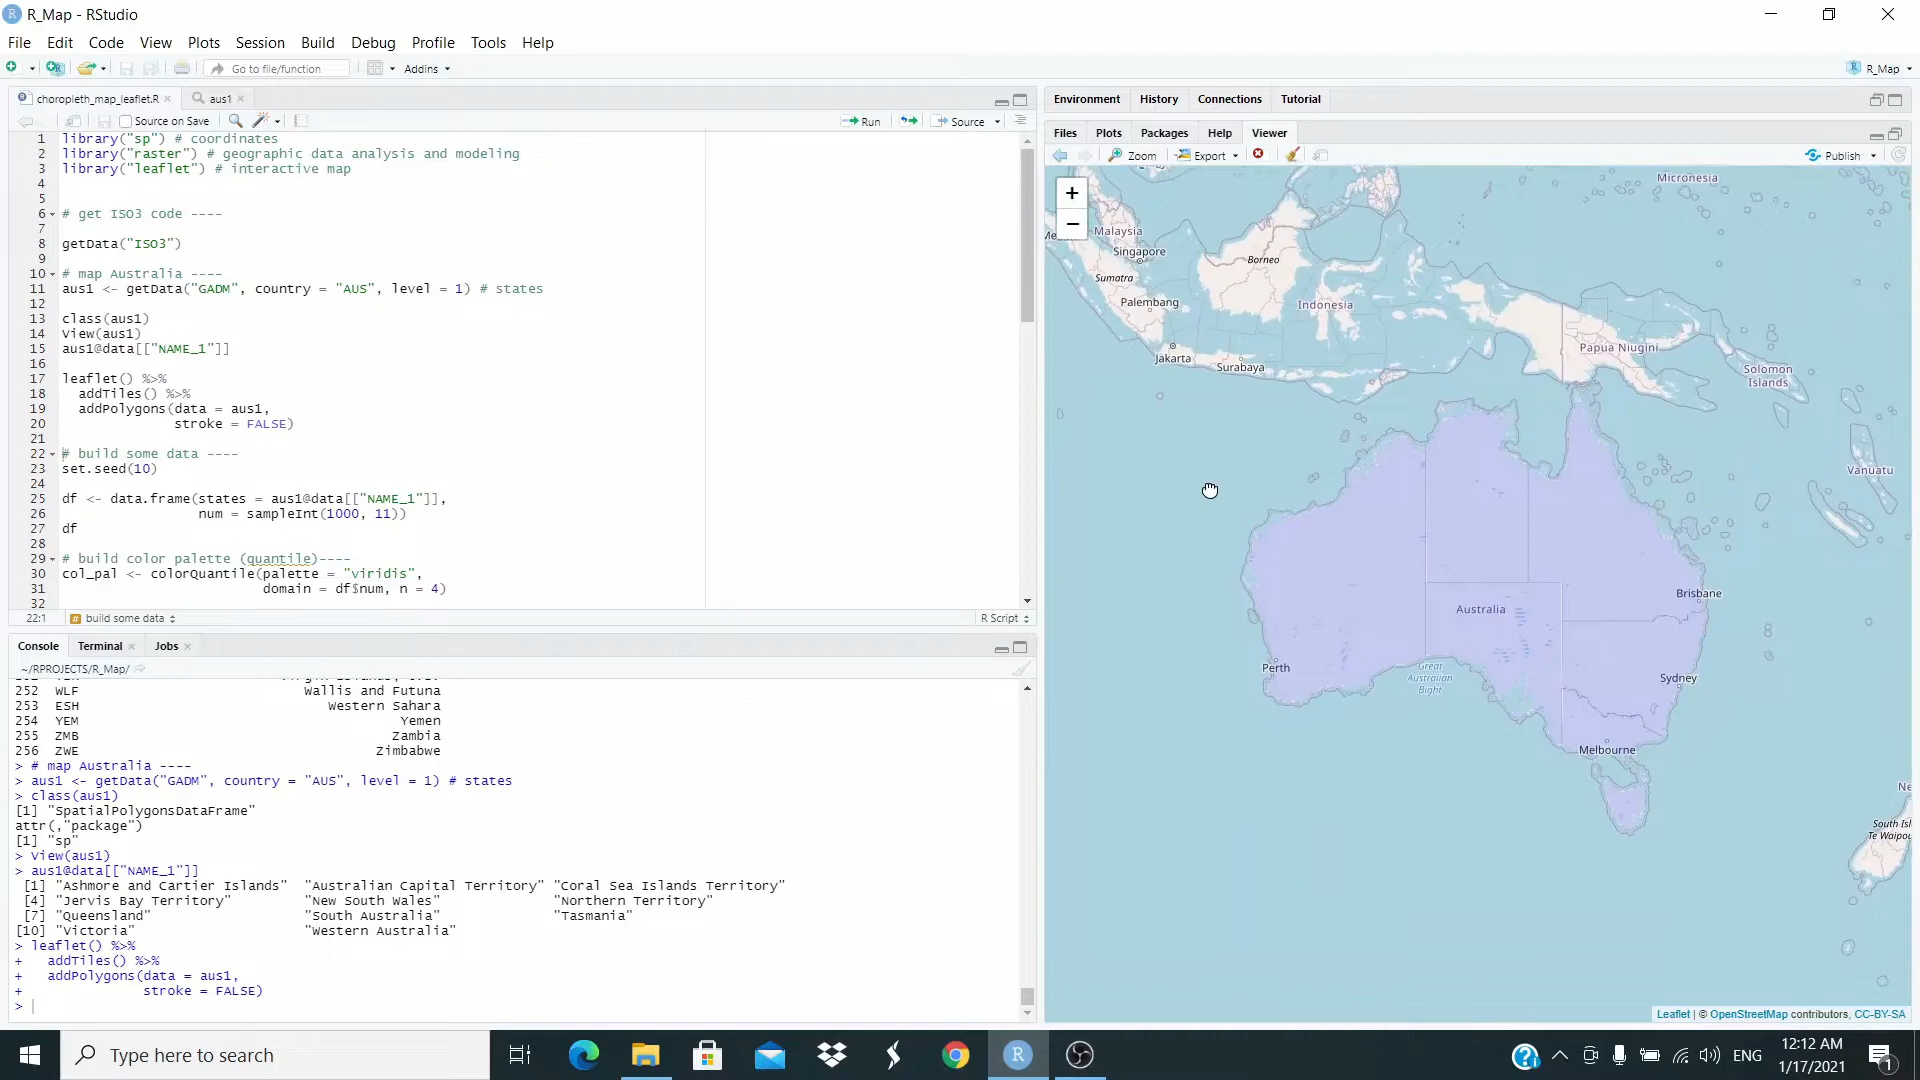 R_Map - RStudio
File Edit Code View Plots Session Build Debug Profile Tools Help
Go to file/function Addins R_Map
choropleth_map_leaflet.R aus1
Source on Save Run Source
1 library("sp") # coordinates
2 library("raster") # geographic data analysis and modeling
3 library("leaflet") # interactive map
4
5
6 # get ISO3 code ----
7
8 getData("ISO3")
9
10 # map Australia ----
11 aus1 <- getData("GADM", country = "AUS", level = 1) # states
12
13 class(aus1)
14 View(aus1)
15 aus1@data[["NAME_1"]]
16
17 leaflet() %>%
18 addTiles() %>%
19 addPolygons(data = aus1,
20 stroke = FALSE)
21
22 # build some data ----
23 set.seed(10)
24
25 df <- data.frame(states = aus1@data[["NAME_1"]],
26 num = sampleInt(1000, 11))
27 df
28
29 # build color palette (quantile)----
30 col_pal <- colorQuantile(palette = "viridis",
31 domain = df$num, n = 4)
32
22:1 # build some data R Script
Console Terminal Jobs
~/RPROJECTS/R_Map/
252 WLF Wallis and Futuna
253 ESH Western Sahara
254 YEM Yemen
255 ZMB Zambia
256 ZWE Zimbabwe
> # map Australia ----
> aus1 <- getData("GADM", country = "AUS", level = 1) # states
> class(aus1)
[1] "SpatialPolygonsDataFrame"
attr(,"package")
[1] "sp"
> View(aus1)
> aus1@data[["NAME_1"]]
[1] "Ashmore and Cartier Islands" "Australian Capital Territory" "Coral Sea Islands Territory"
[4] "Jervis Bay Territory" "New South Wales" "Northern Territory"
[7] "Queensland" "South Australia" "Tasmania"
[10] "Victoria" "Western Australia"
> leaflet() %>%
+ addTiles() %>%
+ addPolygons(data = aus1,
+ stroke = FALSE)
>
Environment History Connections Tutorial
Files Plots Packages Help Viewer
Zoom Export Publish
+
−
Micronesia
Malaysia
Singapore
Borneo
Sumatra
Palembang
Indonesia
Jakarta
Surabaya
Papua Niugini
Solomon
Islands
Vanuatu
Brisbane
Australia
Perth
Great
Australian
Bight
Sydney
Melbourne
South Isl
Te Waipou
Leaflet | © OpenStreetMap contributors, CC-BY-SA
Type here to search
ENG
12:12 AM
1/17/2021
1